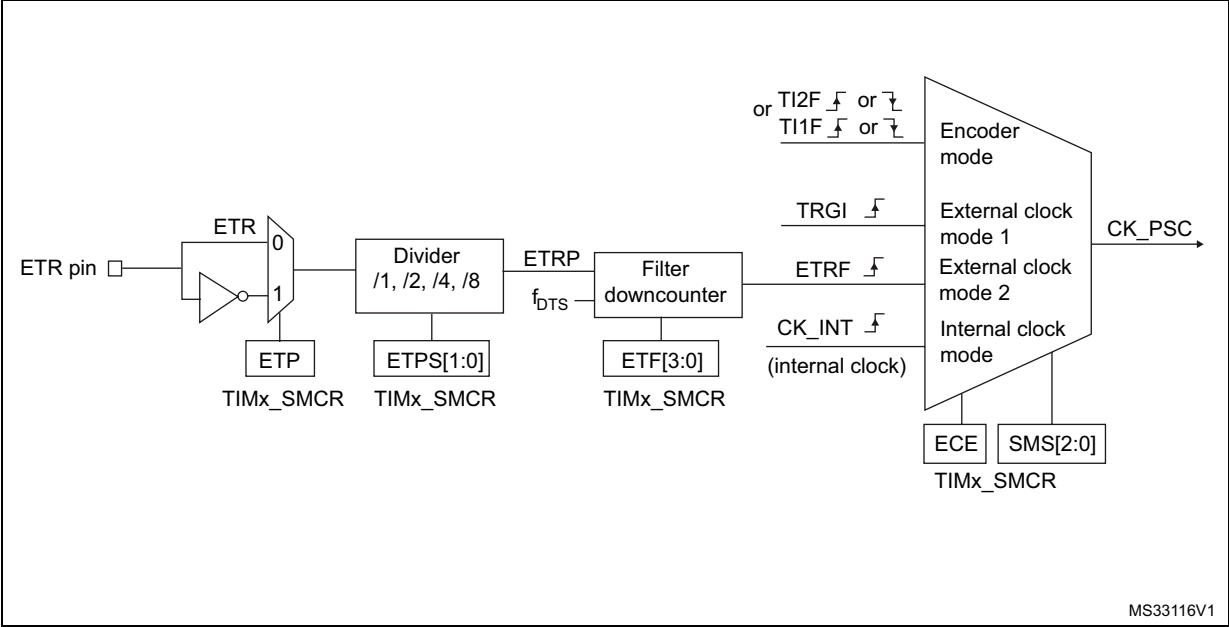 or TI2F or
TI1F or
Encoder
mode
TRGI
External clock
mode 1
CK_PSC
ETR
0
ETR pin
1
Divider
/1, /2, /4, /8
ETRP
fDTS
Filter
downcounter
ETRF
External clock
mode 2
CK_INT
(internal clock)
Internal clock
mode
ETP
TIMx_SMCR
ETPS[1:0]
TIMx_SMCR
ETF[3:0]
TIMx_SMCR
ECE
SMS[2:0]
TIMx_SMCR
MS33116V1